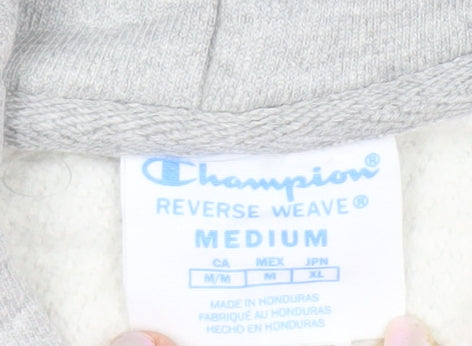 Champion®
REVERSE WEAVE®
MEDIUM
CA MEX JPN
M/M M XL
MADE IN HONDURAS
FABRIQUÉ AU HONDURAS
HECHO EN HONDURAS